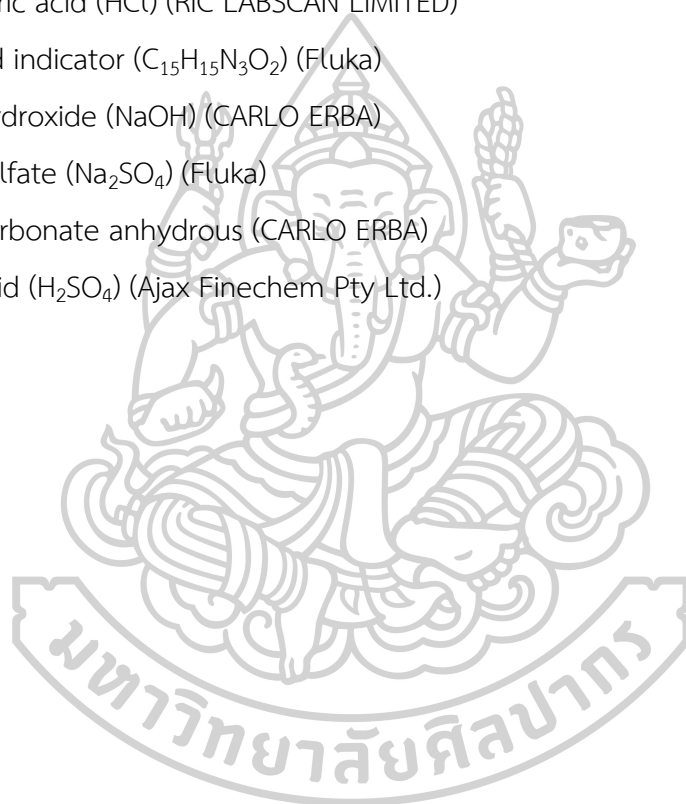 ric acid (HCl) (RIC LABSCAN LIMITED)
d indicator (C₁₅H₁₅N₃O₂) (Fluka)
ydroxide (NaOH) (CARLO ERBA)
lfate (Na₂SO₄) (Fluka)
rbonate anhydrous (CARLO ERBA)
id (H₂SO₄) (Ajax Finechem Pty Ltd.)
มหาวิทยาลัยศิลปากร